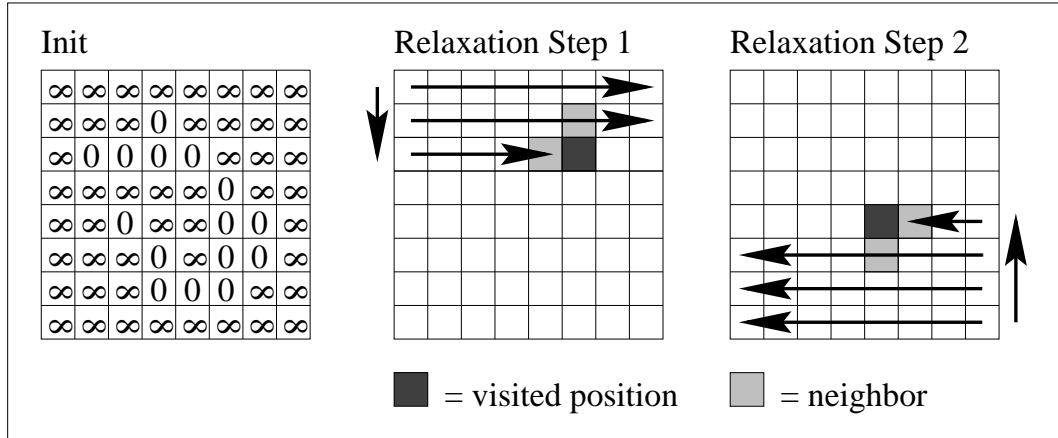 Init
Relaxation Step 1
Relaxation Step 2
∞ ∞ ∞ ∞ ∞ ∞ ∞ ∞
∞ ∞ ∞ 0 ∞ ∞ ∞ ∞
∞ 0 0 0 0 ∞ ∞ ∞
∞ ∞ ∞ ∞ ∞ 0 ∞ ∞
∞ ∞ 0 ∞ ∞ 0 0 ∞
∞ ∞ ∞ 0 ∞ 0 0 ∞
∞ ∞ ∞ 0 0 0 ∞ ∞
∞ ∞ ∞ ∞ ∞ ∞ ∞ ∞
= visited position
= neighbor